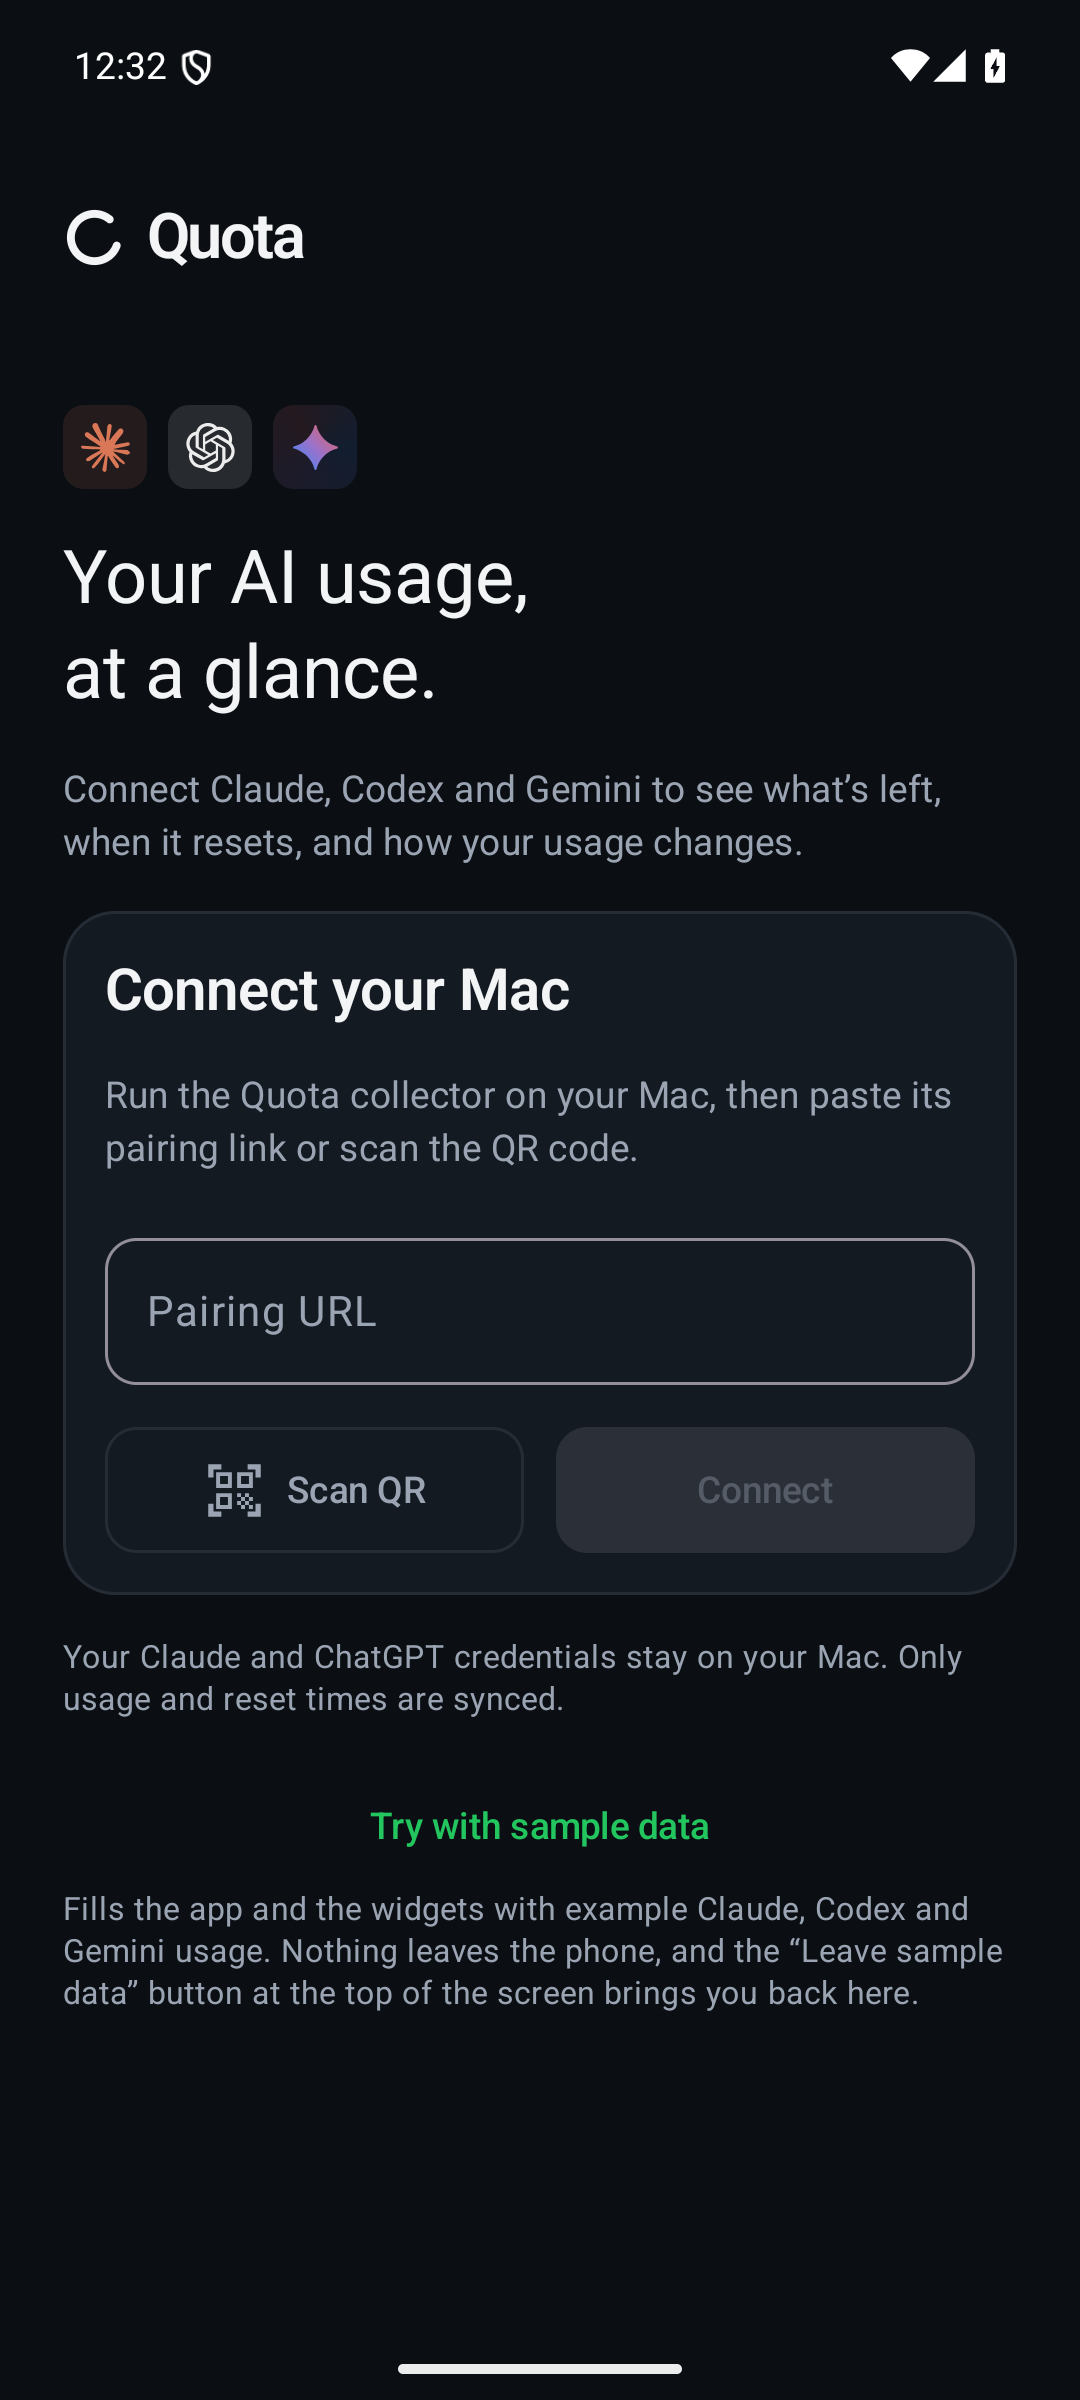 12:32
Quota
Your AI usage,
at a glance.
Connect Claude, Codex and Gemini to see what’s left,
when it resets, and how your usage changes.
Connect your Mac
Run the Quota collector on your Mac, then paste its
pairing link or scan the QR code.
Pairing URL
Scan QR
Connect
Your Claude and ChatGPT credentials stay on your Mac. Only
usage and reset times are synced.
Try with sample data
Fills the app and the widgets with example Claude, Codex and
Gemini usage. Nothing leaves the phone, and the “Leave sample
data” button at the top of the screen brings you back here.